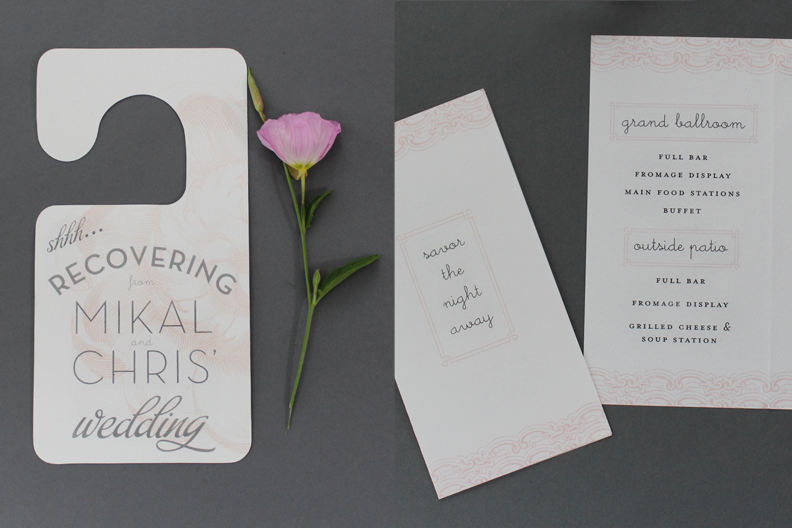 shhh...
RECOVERING
from
MIKAL
and
CHRIS'
wedding
savor
the
night
away
grand ballroom
FULL BAR
FROMAGE DISPLAY
MAIN FOOD STATIONS
BUFFET
outside patio
FULL BAR
FROMAGE DISPLAY
GRILLED CHEESE &
SOUP STATION